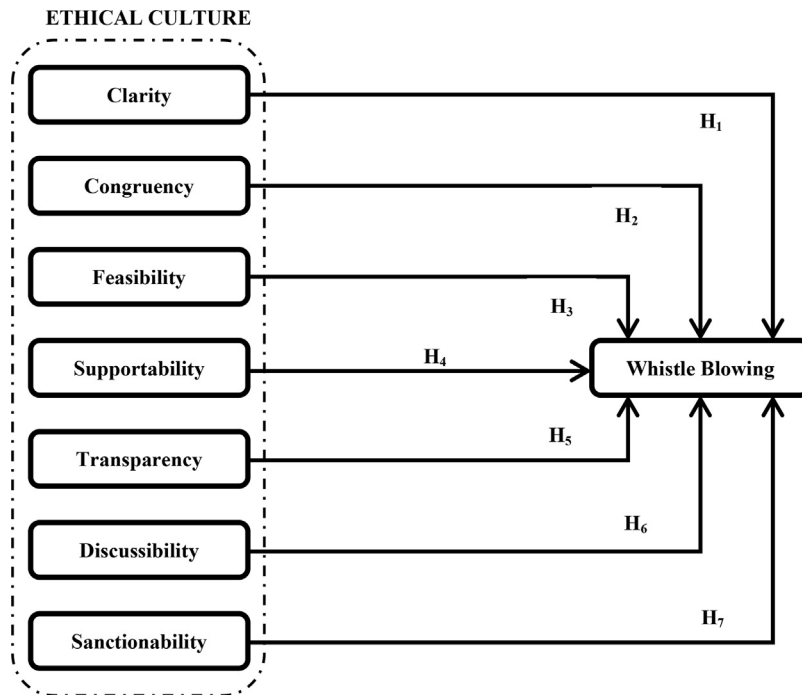 ETHICAL CULTURE
Clarity
H₁
Congruency
H₂
Feasibility
H₃
Supportability
H₄
Whistle Blowing
Transparency
H₅
Discussibility
H₆
Sanctionability
H₇